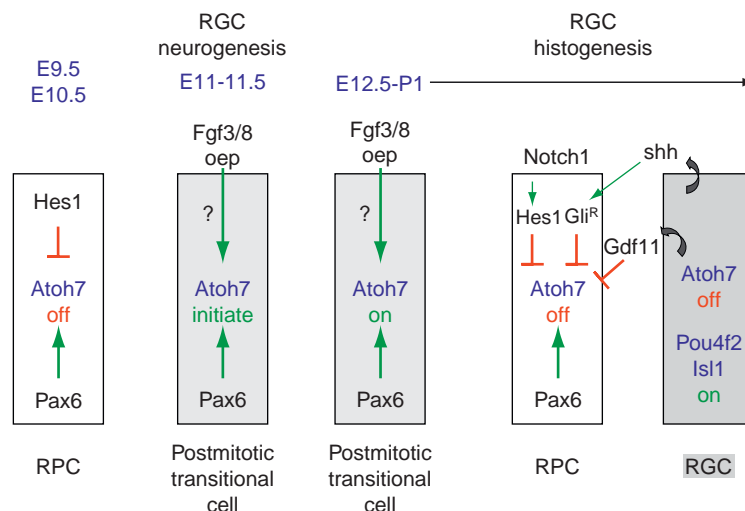 RGC
neurogenesis
RGC
histogenesis
E9.5
E10.5
E11-11.5
E12.5-P1
Fgf3/8
oep
Fgf3/8
oep
Notch1
shh
Hes1
?
?
Hes1 Gliᴿ
Gdf11
Atoh7
off
Atoh7
initiate
Atoh7
on
Atoh7
off
Atoh7
off
Pou4f2
Isl1
on
Pax6
Pax6
Pax6
Pax6
RPC
Postmitotic
transitional
cell
Postmitotic
transitional
cell
RPC
RGC